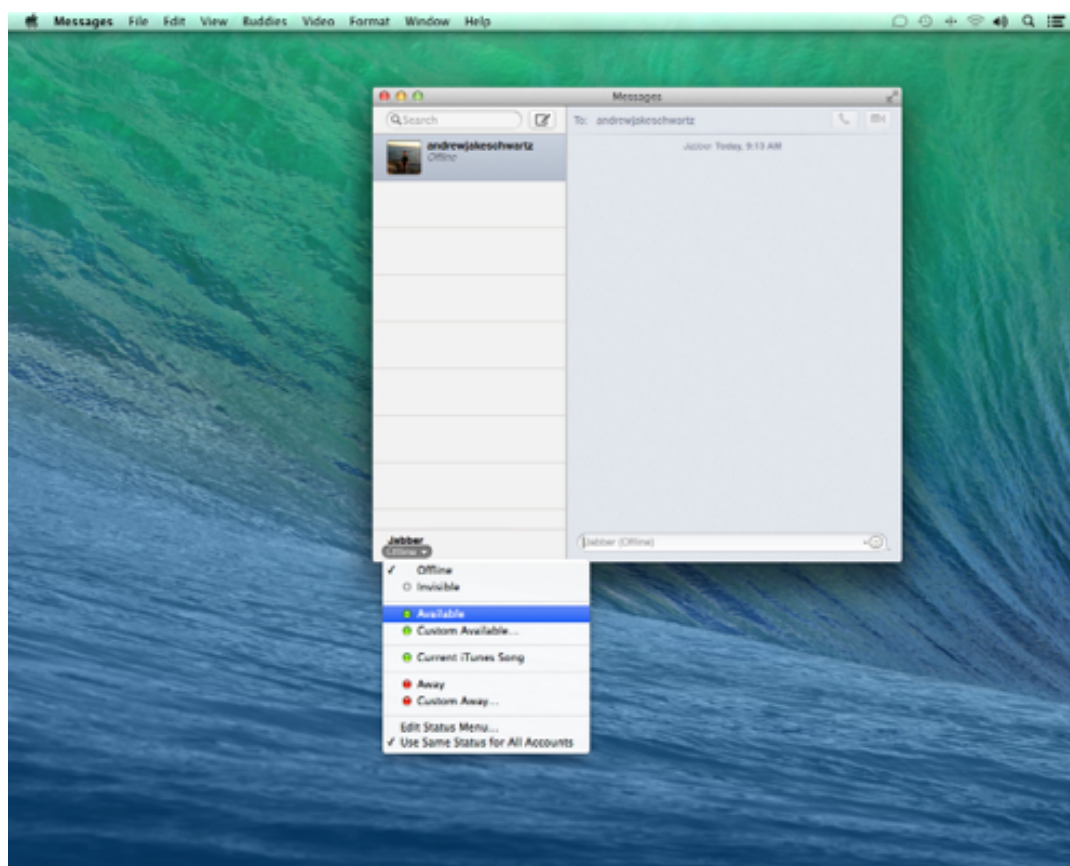 Messages File Edit View Buddies Video Format Window Help
Messages
Search
To: andrewjakeschwartz
andrewjakeschwartz
Offline
Jabber Today, 9:13 AM
Jabber
Offline
Jabber (Offline)
✓ Offline
Invisible
Available
Custom Available...
Current iTunes Song
Away
Custom Away...
Edit Status Menu...
✓ Use Same Status for All Accounts